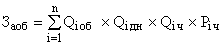 Заоб = n∑i=1 Qiоб × Qiдн × Qiч × Piч